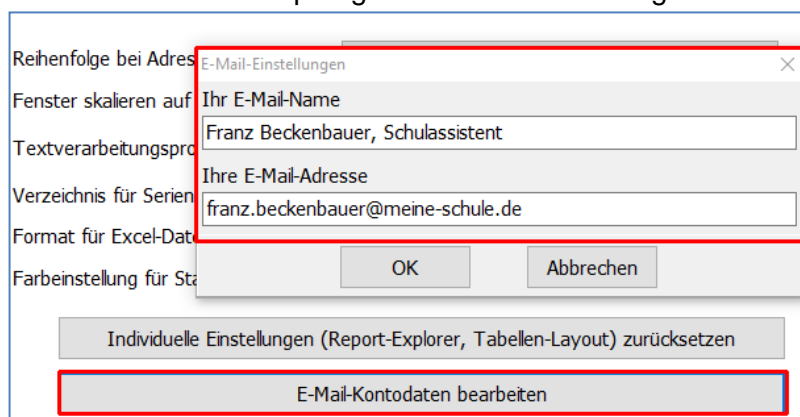 Reihenfolge bei Adres
E-Mail-Einstellungen
Fenster skalieren auf
Ihr E-Mail-Name
Franz Beckenbauer, Schulassistent
Textverarbeitungspro
Ihre E-Mail-Adresse
Verzeichnis für Serien
franz.beckenbauer@meine-schule.de
Format für Excel-Date
Farbeinstellung für Sta
OK
Abbrechen
Individuelle Einstellungen (Report-Explorer, Tabellen-Layout) zurücksetzen
E-Mail-Kontodaten bearbeiten